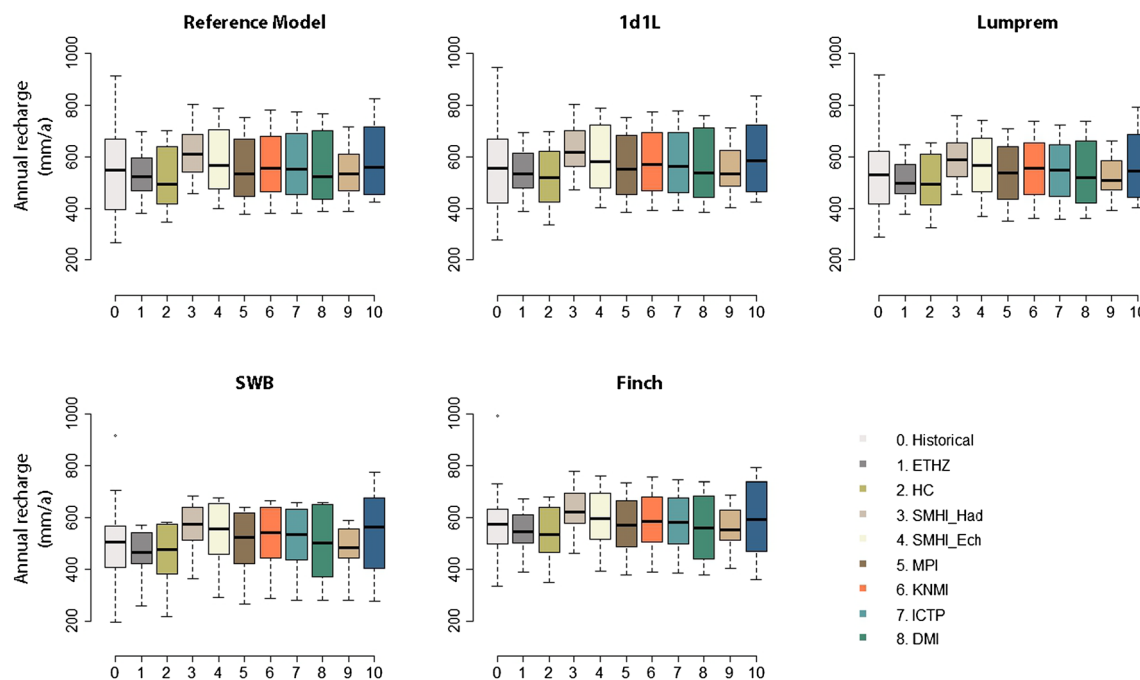 Reference Model
1d1L
Lumprem
Annual recharge
(mm/a)
1000
800
600
400
200
0 1 2 3 4 5 6 7 8 9 10
1000
800
600
400
200
0 1 2 3 4 5 6 7 8 9 10
1000
800
600
400
200
0 1 2 3 4 5 6 7 8 9 10
SWB
Finch
Annual recharge
(mm/a)
1000
800
600
400
200
0 1 2 3 4 5 6 7 8 9 10
1000
800
600
400
200
0 1 2 3 4 5 6 7 8 9 10
0. Historical
1. ETHZ
2. HC
3. SMHI_Had
4. SMHI_Ech
5. MPI
6. KNMI
7. ICTP
8. DMI